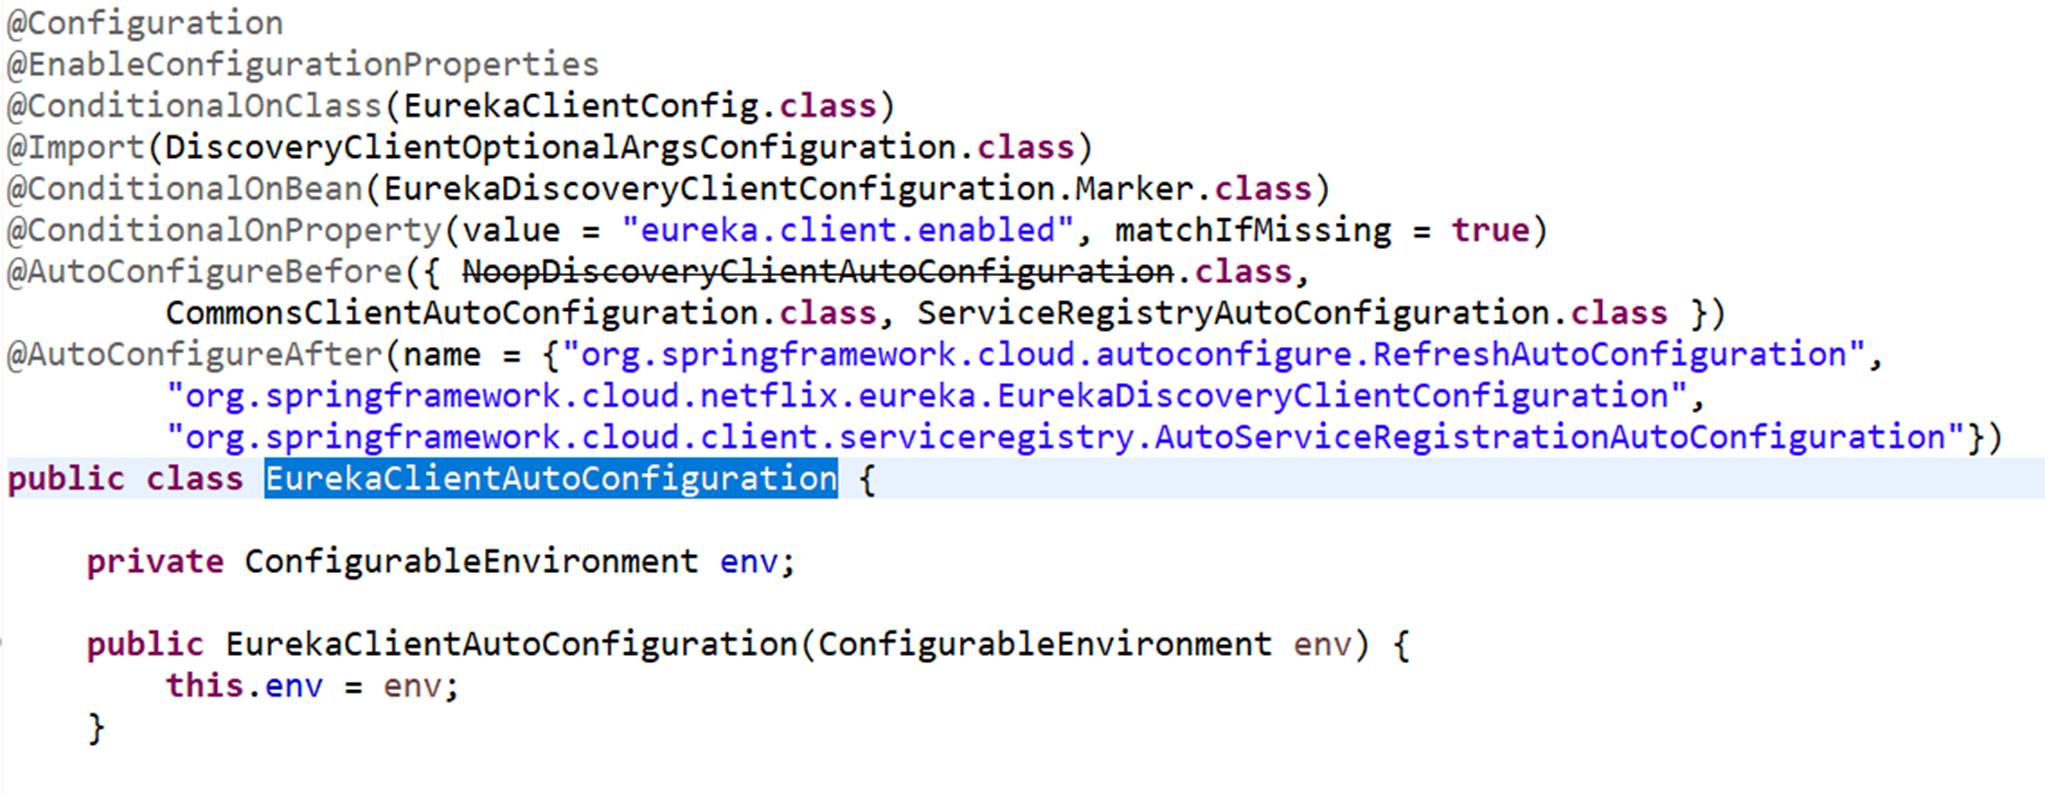 @Configuration
@EnableConfigurationProperties
@ConditionalOnClass(EurekaClientConfig.class)
@Import(DiscoveryClientOptionalArgsConfiguration.class)
@ConditionalOnBean(EurekaDiscoveryClientConfiguration.Marker.class)
@ConditionalOnProperty(value = "eureka.client.enabled", matchIfMissing = true)
@AutoConfigureBefore({ NoopDiscoveryClientAutoConfiguration.class,
        CommonsClientAutoConfiguration.class, ServiceRegistryAutoConfiguration.class })
@AutoConfigureAfter(name = {"org.springframework.cloud.autoconfigure.RefreshAutoConfiguration",
        "org.springframework.cloud.netflix.eureka.EurekaDiscoveryClientConfiguration",
        "org.springframework.cloud.client.serviceregistry.AutoServiceRegistrationAutoConfiguration"})
public class EurekaClientAutoConfiguration {
    private ConfigurableEnvironment env;
    public EurekaClientAutoConfiguration(ConfigurableEnvironment env) {
        this.env = env;
    }